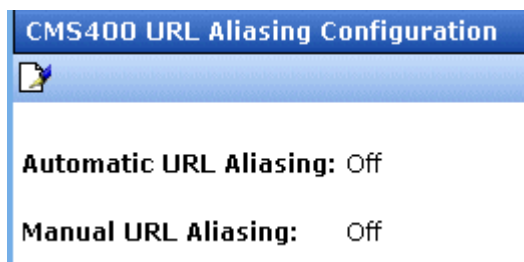 CMS400 URL Aliasing Configuration
Automatic URL Aliasing: Off
Manual URL Aliasing: Off